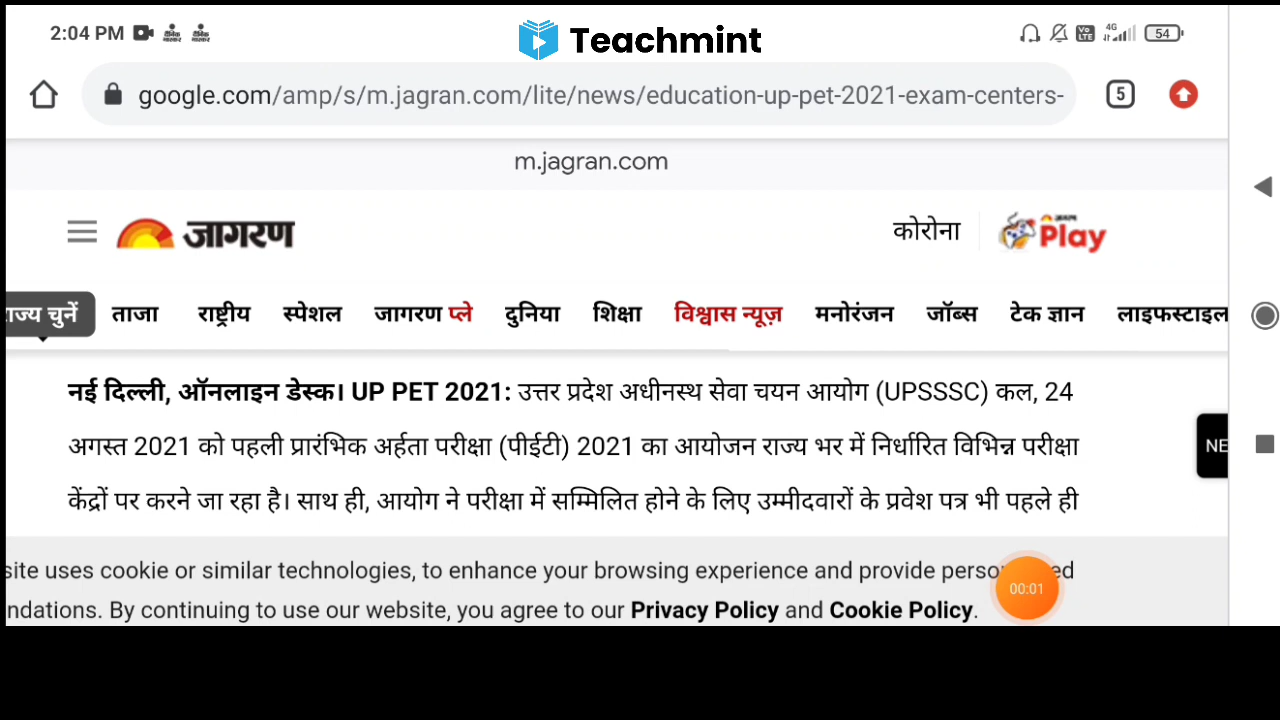 2:04 PM
Teachmint
4G
Vo LTE
54
google.com/amp/s/m.jagran.com/lite/news/education-up-pet-2021-exam-centers-
5
m.jagran.com
जागरण
कोरोना
Play
ाज्य चुनें ताजा राष्ट्रीय स्पेशल जागरण प्ले दुनिया शिक्षा विश्वास न्यूज़ मनोरंजन जॉब्स टेक ज्ञान लाइफस्टाइल
नई दिल्ली, ऑनलाइन डेस्क। UP PET 2021: उत्तर प्रदेश अधीनस्थ सेवा चयन आयोग (UPSSSC) कल, 24
अगस्त 2021 को पहली प्रारंभिक अर्हता परीक्षा (पीईटी) 2021 का आयोजन राज्य भर में निर्धारित विभिन्न परीक्षा
NE
केंद्रों पर करने जा रहा है। साथ ही, आयोग ने परीक्षा में सम्मिलित होने के लिए उम्मीदवारों के प्रवेश पत्र भी पहले ही
site uses cookie or similar technologies, to enhance your browsing experience and provide perso ed
00:01
ndations. By continuing to use our website, you agree to our Privacy Policy and Cookie Policy.